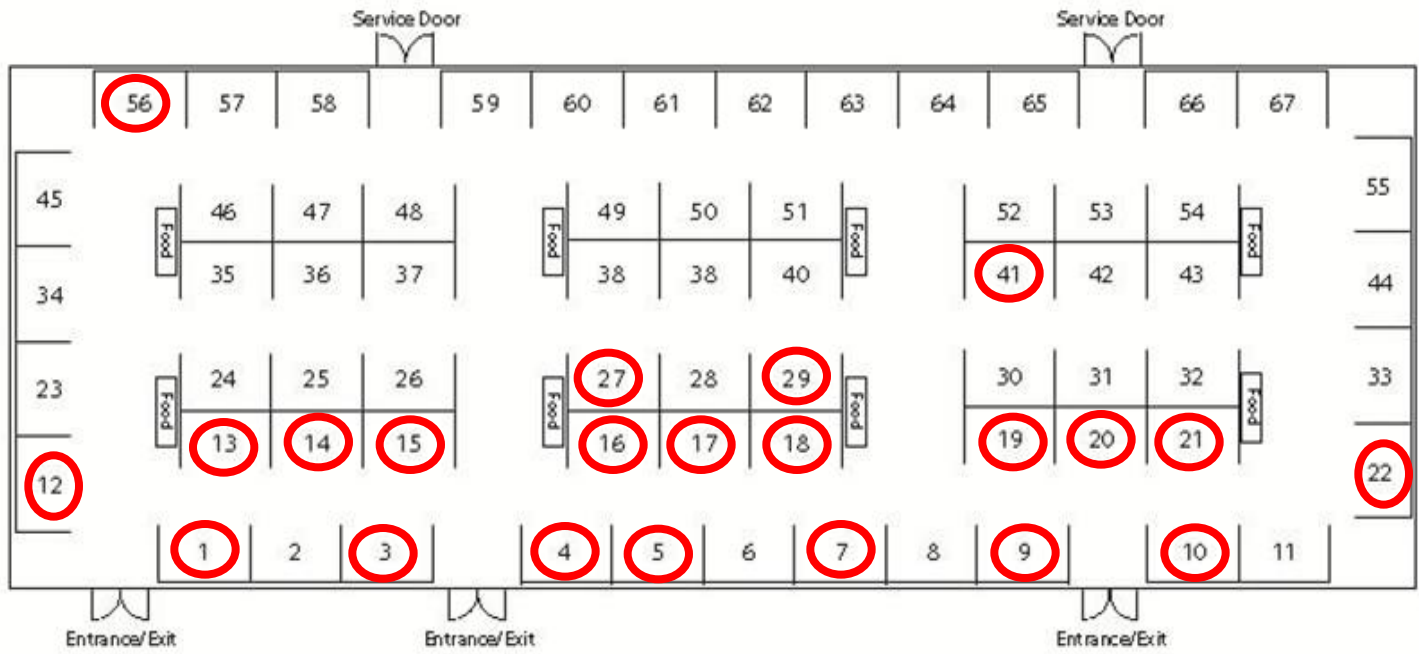 Service Door Service Door
56 57 58 59 60 61 62 63 64 65 66 67
45 55
46 47 48 49 50 51 52 53 54
Food Food Food Food
35 36 37 38 38 40 41 42 43
34 44
24 25 26 27 28 29 30 31 32
23 33
Food Food Food Food
13 14 15 16 17 18 19 20 21
12 22
1 2 3 4 5 6 7 8 9 10 11
Entrance/Exit Entrance/Exit Entrance/Exit